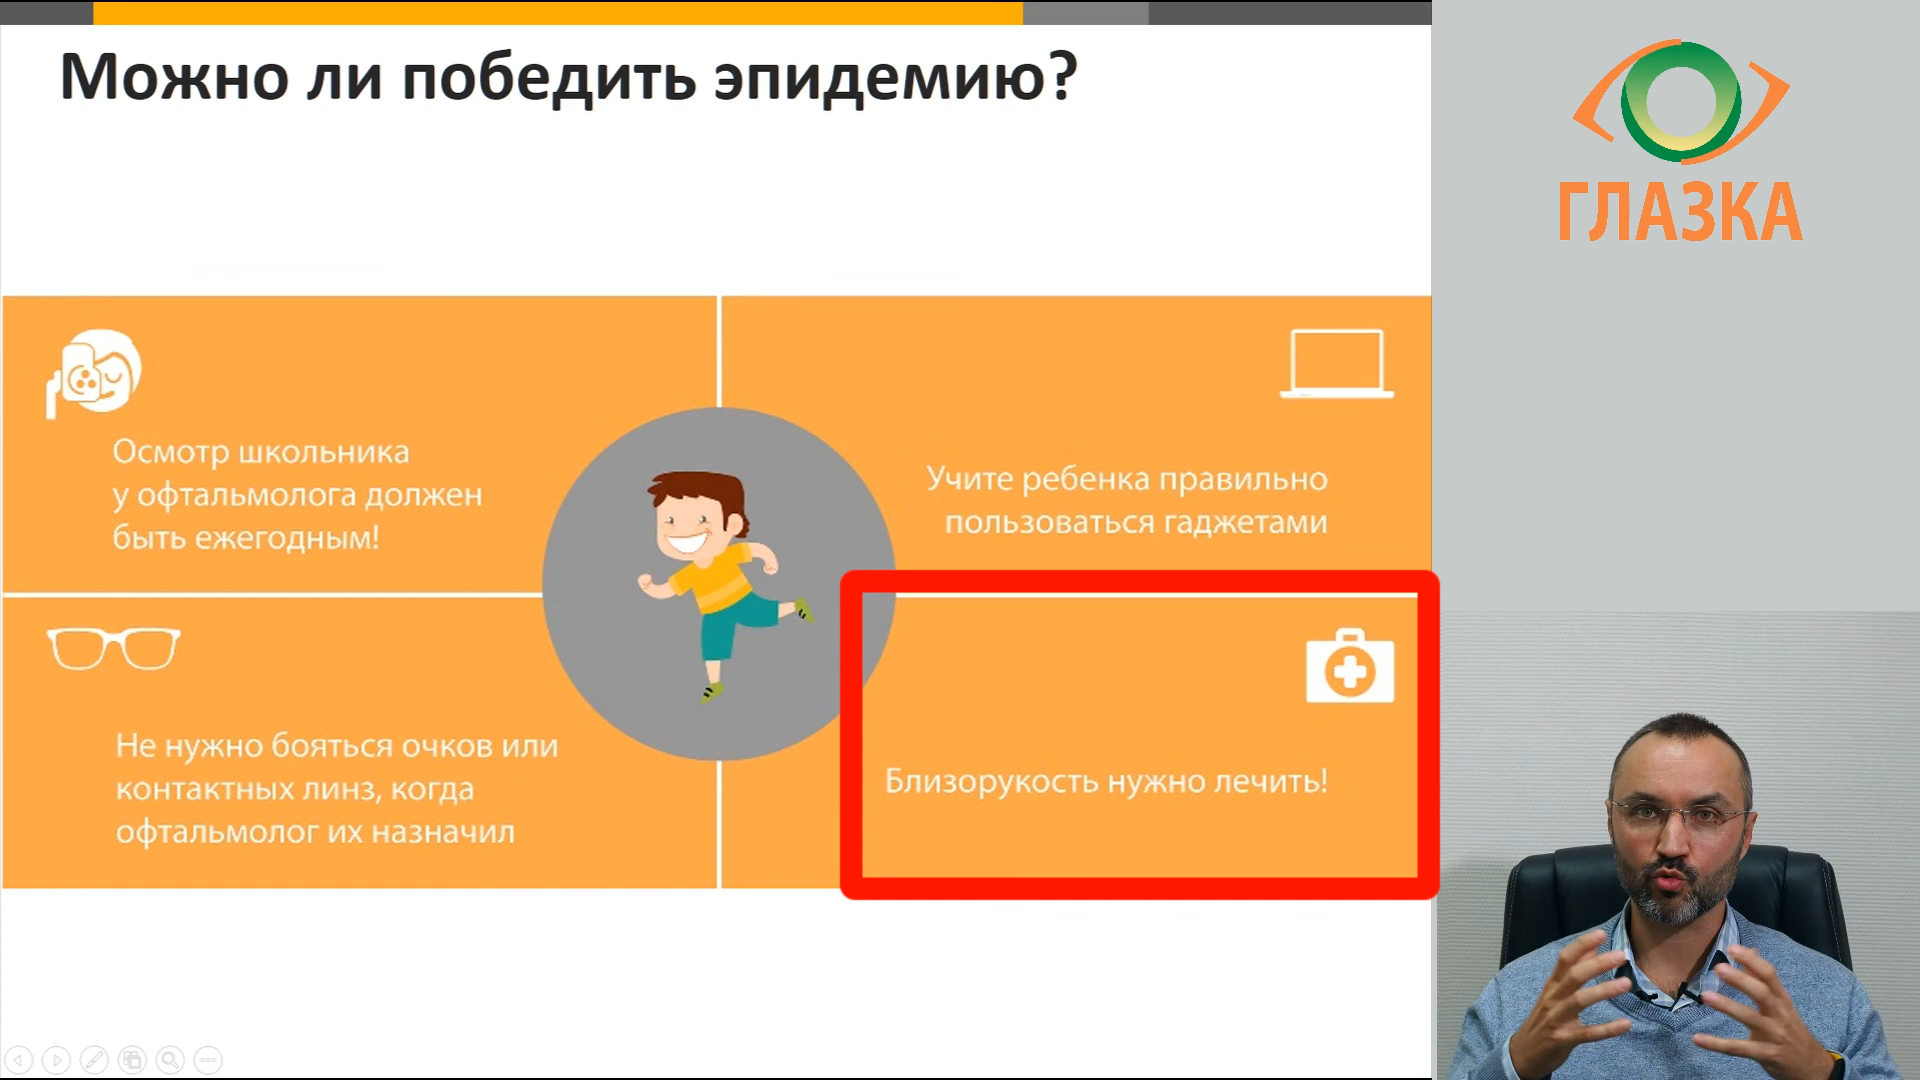 Можно ли победить эпидемию?
ГЛАЗКА
Осмотр школьника
у офтальмолога должен
быть ежегодным!
Учите ребенка правильно
пользоваться гаджетами
Не нужно бояться очков или
контактных линз, когда
офтальмолог их назначил
Близорукость нужно лечить!